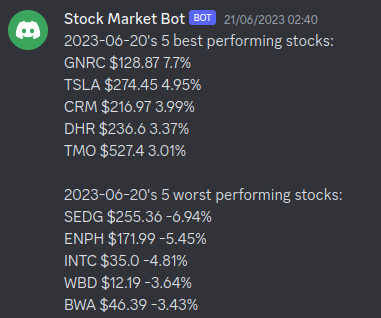 Stock Market Bot BOT 21/06/2023 02:40
2023-06-20's 5 best performing stocks:
GNRC $128.87 7.7%
TSLA $274.45 4.95%
CRM $216.97 3.99%
DHR $236.6 3.37%
TMO $527.4 3.01%
2023-06-20's 5 worst performing stocks:
SEDG $255.36 -6.94%
ENPH $171.99 -5.45%
INTC $35.0 -4.81%
WBD $12.19 -3.64%
BWA $46.39 -3.43%